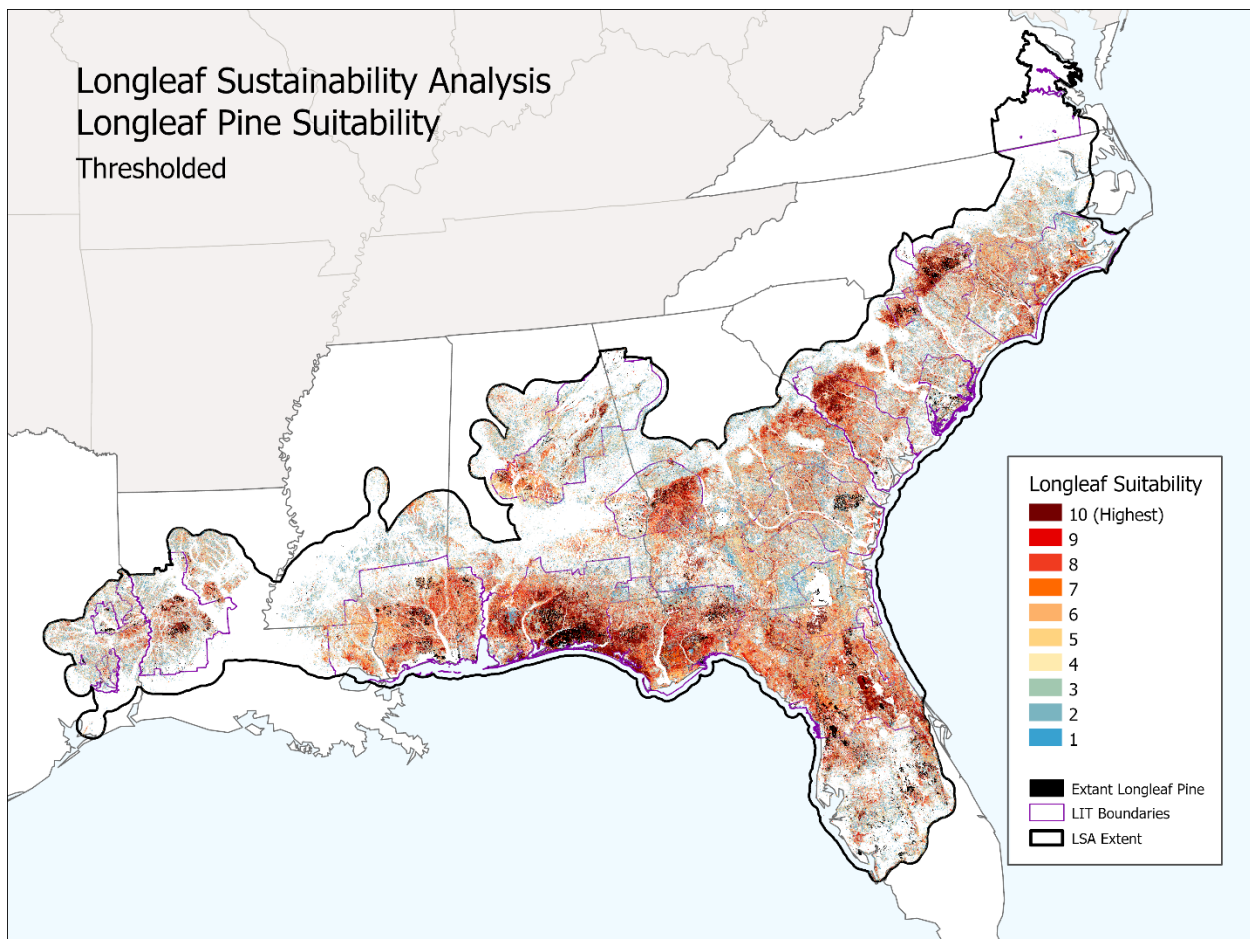 Longleaf Sustainability Analysis
Longleaf Pine Suitability
Thresholded
Longleaf Suitability
10 (Highest)
9
8
7
6
5
4
3
2
1
Extant Longleaf Pine
LIT Boundaries
LSA Extent